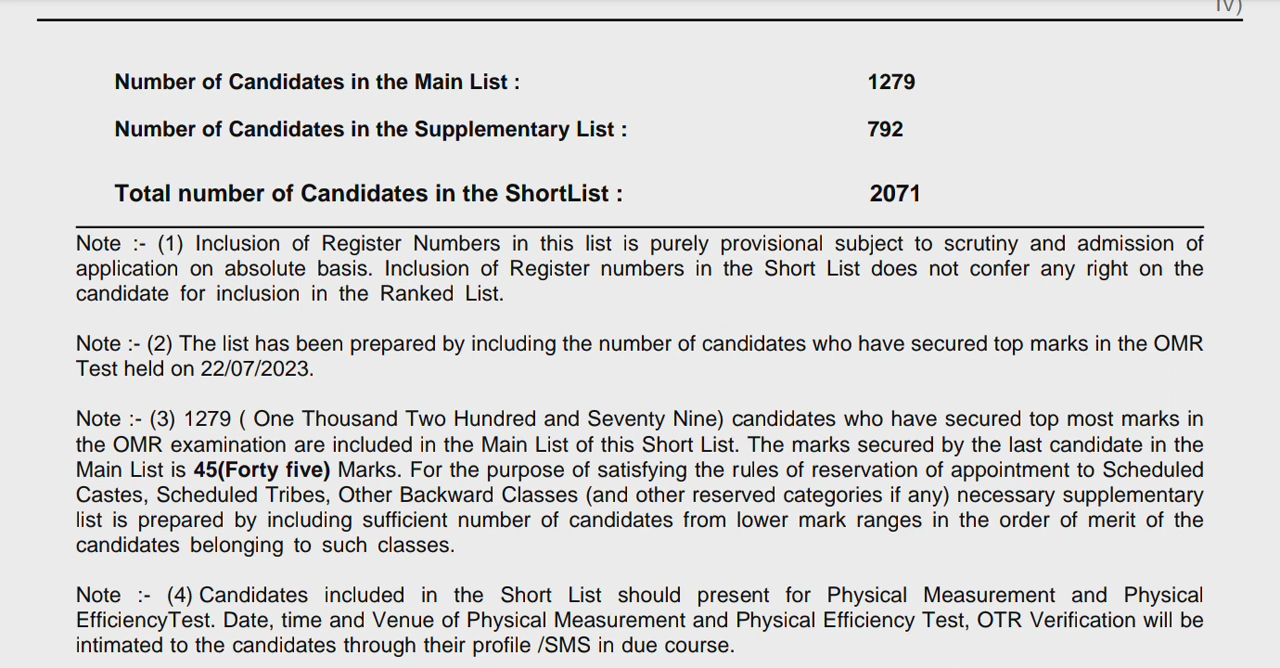 IV)
Number of Candidates in the Main List : 1279
Number of Candidates in the Supplementary List : 792
Total number of Candidates in the ShortList : 2071
Note :- (1) Inclusion of Register Numbers in this list is purely provisional subject to scrutiny and admission of
application on absolute basis. Inclusion of Register numbers in the Short List does not confer any right on the
candidate for inclusion in the Ranked List.
Note :- (2) The list has been prepared by including the number of candidates who have secured top marks in the OMR
Test held on 22/07/2023.
Note :- (3) 1279 ( One Thousand Two Hundred and Seventy Nine) candidates who have secured top most marks in
the OMR examination are included in the Main List of this Short List. The marks secured by the last candidate in the
Main List is 45(Forty five) Marks. For the purpose of satisfying the rules of reservation of appointment to Scheduled
Castes, Scheduled Tribes, Other Backward Classes (and other reserved categories if any) necessary supplementary
list is prepared by including sufficient number of candidates from lower mark ranges in the order of merit of the
candidates belonging to such classes.
Note :- (4) Candidates included in the Short List should present for Physical Measurement and Physical
EfficiencyTest. Date, time and Venue of Physical Measurement and Physical Efficiency Test, OTR Verification will be
intimated to the candidates through their profile /SMS in due course.